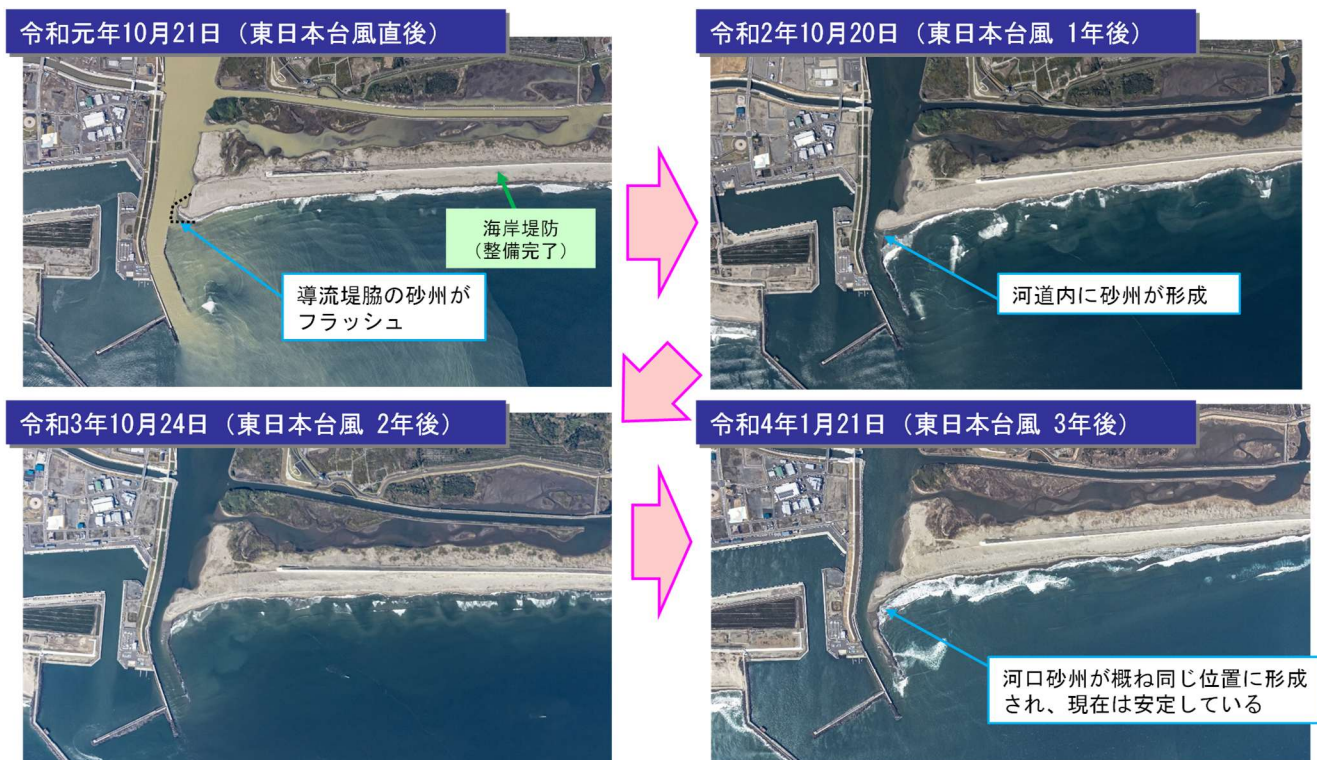 令和元年10月21日（東日本台風直後）
海岸堤防
（整備完了）
導流堤脇の砂州が
フラッシュ
令和2年10月20日（東日本台風 1年後）
河道内に砂州が形成
令和3年10月24日（東日本台風 2年後）
令和4年1月21日（東日本台風 3年後）
河口砂州が概ね同じ位置に形成
され、現在は安定している